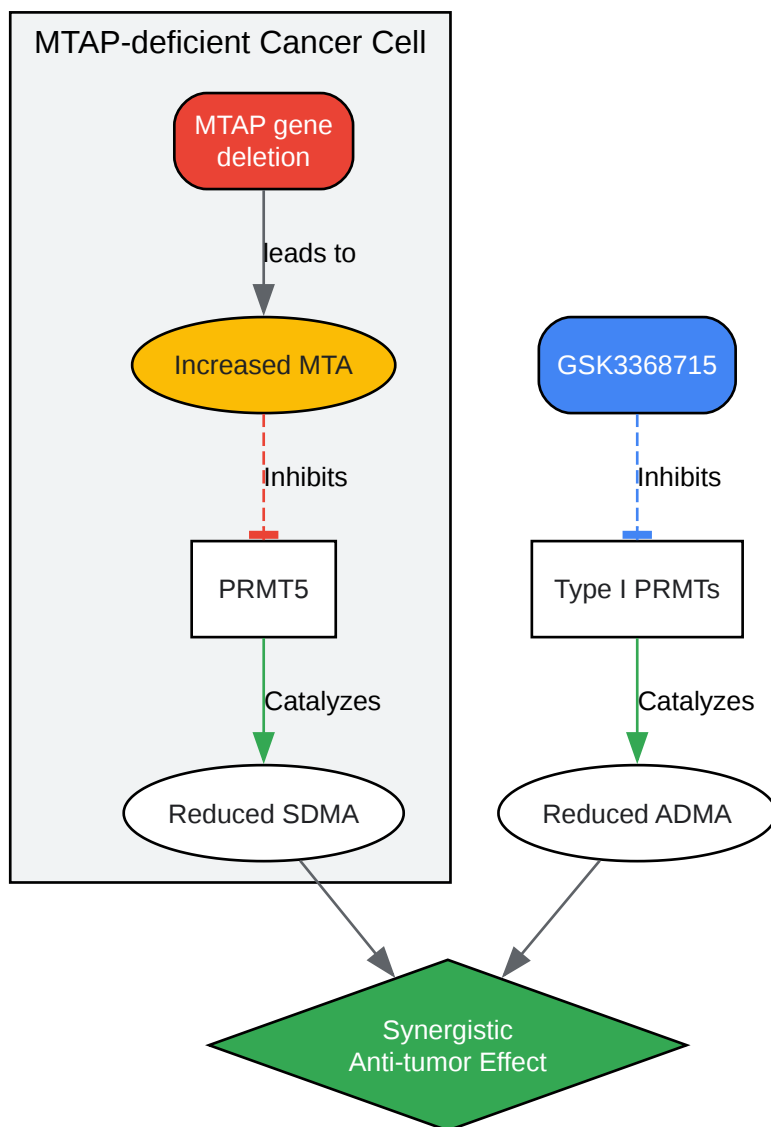 MTAP-deficient Cancer Cell
MTAP gene
deletion
leads to
Increased MTA
GSK3368715
Inhibits
Inhibits
PRMT5
Type I PRMTs
Catalyzes
Catalyzes
Reduced SDMA
Reduced ADMA
Synergistic
Anti-tumor Effect